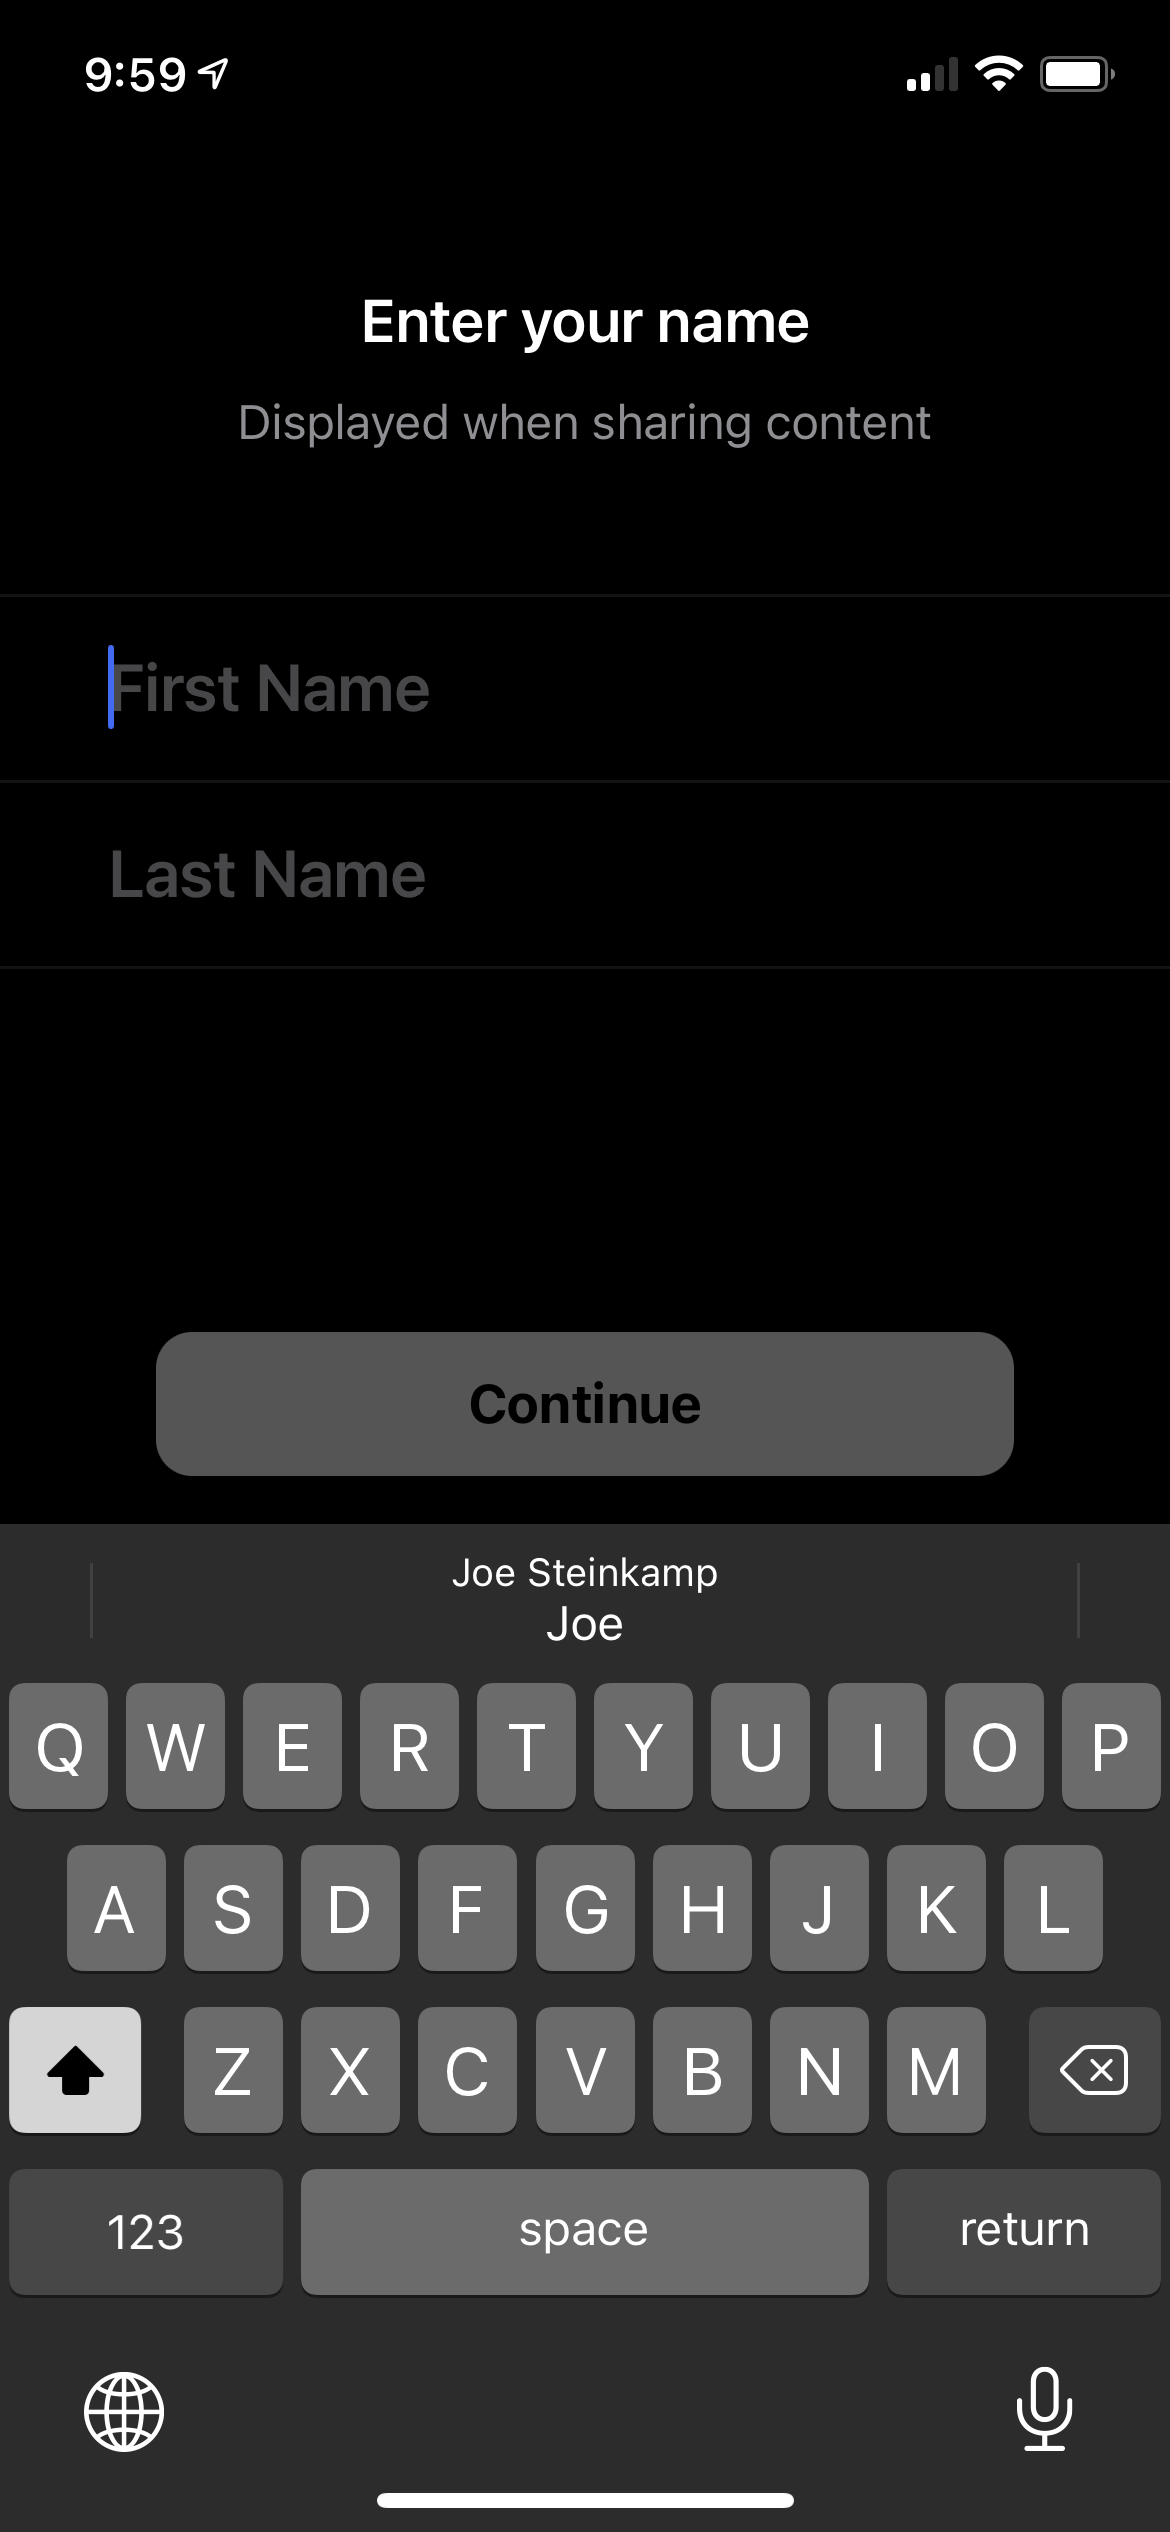 9:59
Enter your name
Displayed when sharing content
First Name
Last Name
Continue
Joe Steinkamp
Joe
Q W E R T Y U I O P
A S D F G H J K L
Z X C V B N M
123 space return